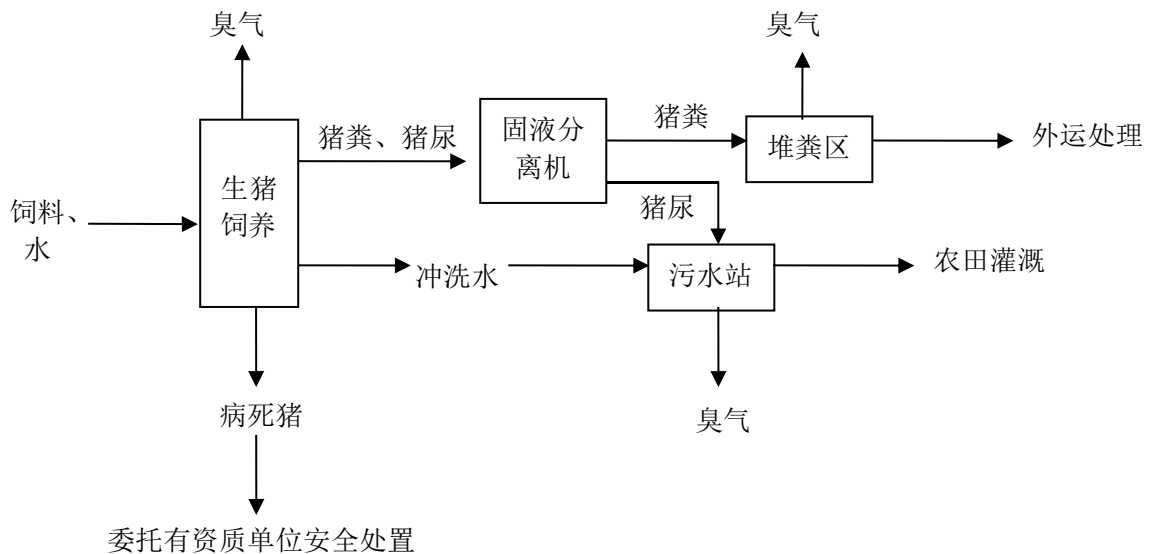 臭气
臭气
猪粪、猪尿
固液分
离机
猪粪
堆粪区
外运处理
饲料、
水
生猪
饲养
猪尿
冲洗水
污水站
农田灌溉
病死猪
臭气
委托有资质单位安全处置